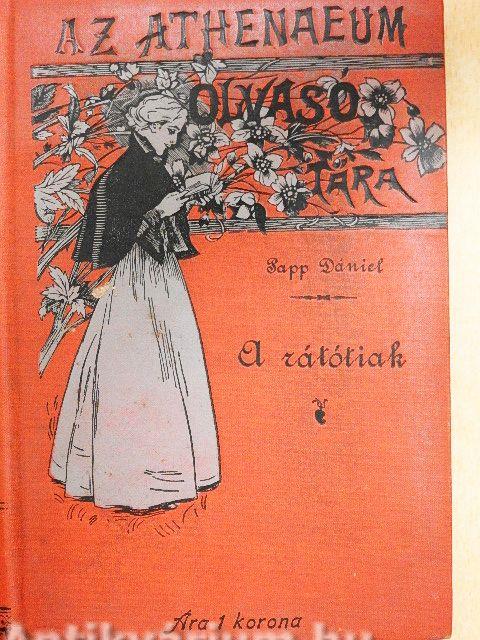 AZ ATHENAEUM
OLVASÓ
TÁRA
Papp Dániel
A rátótiak
Ára 1 korona